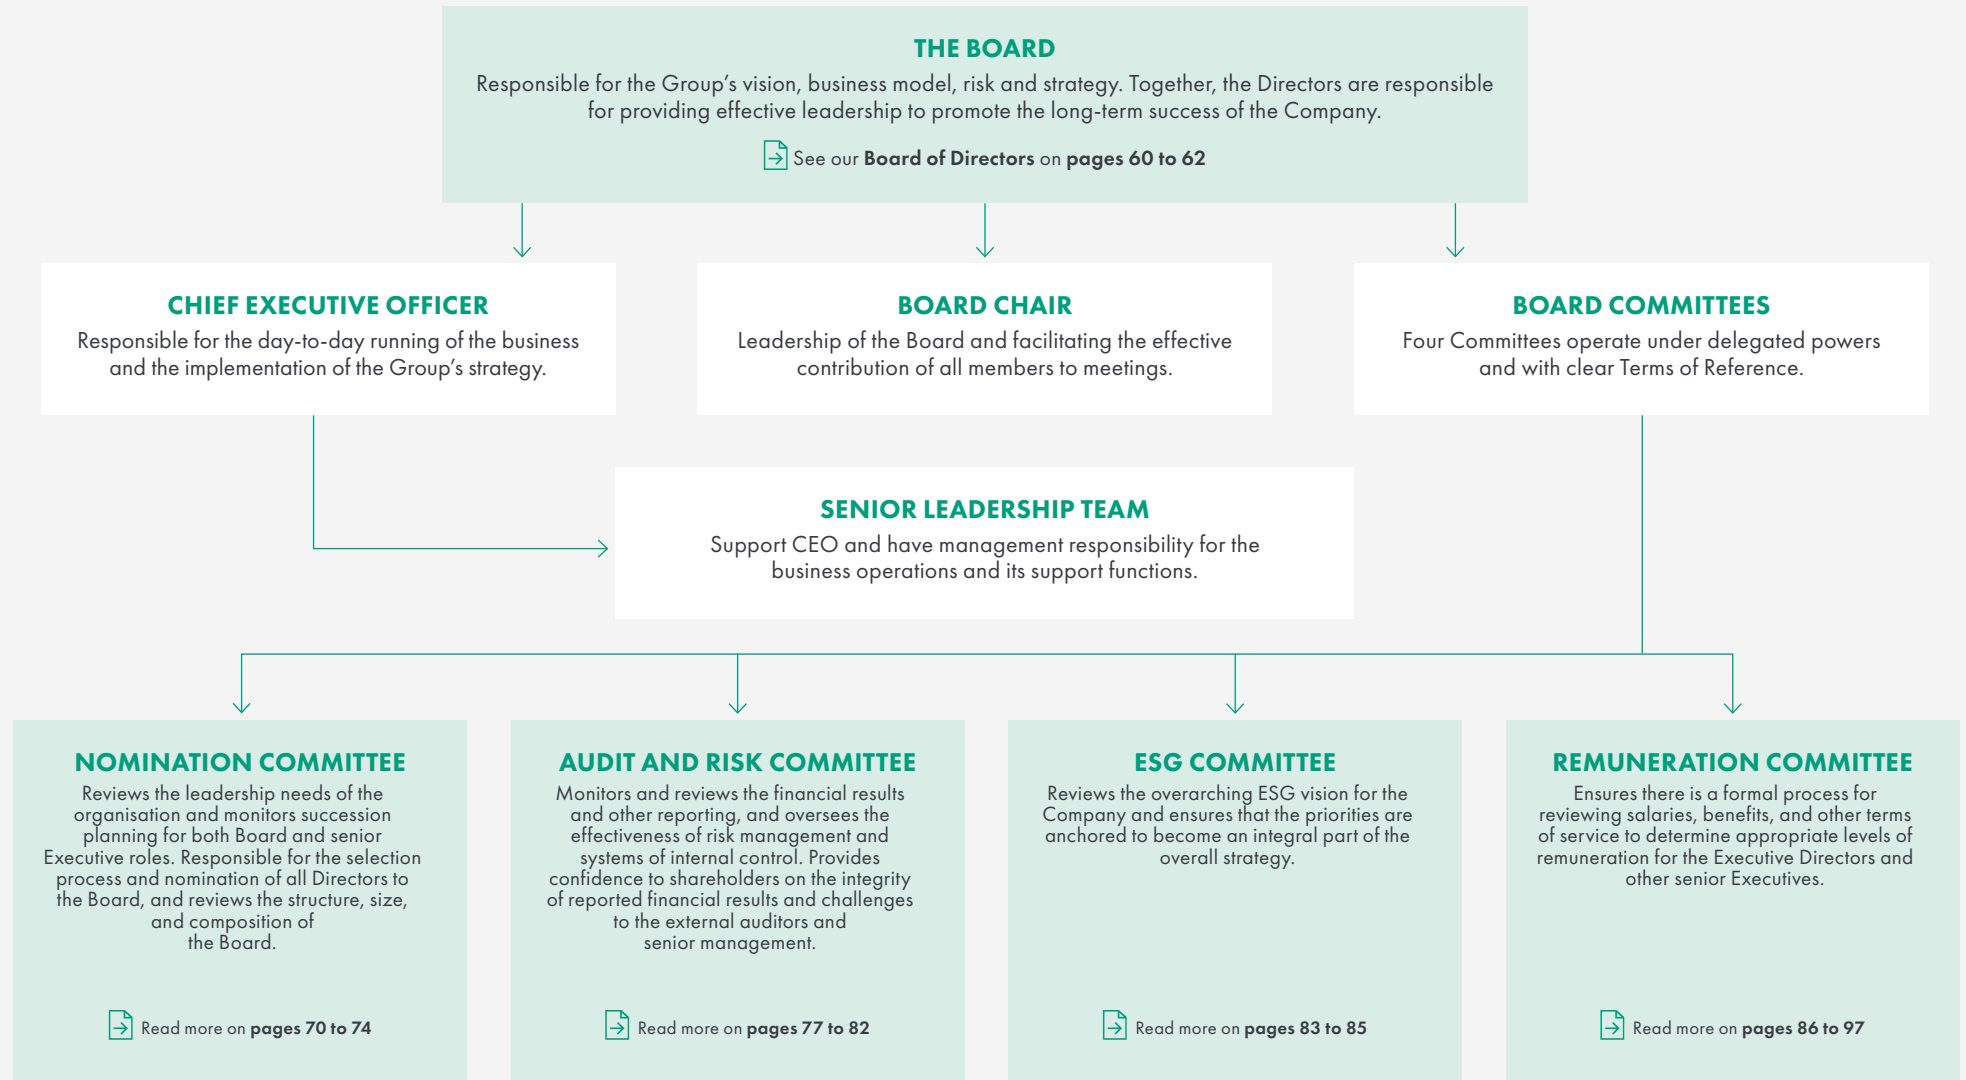 THE BOARD
Responsible for the Group's vision, business model, risk and strategy. Together, the Directors are responsible
for providing effective leadership to promote the long-term success of the Company.
See our Board of Directors on pages 60 to 62
CHIEF EXECUTIVE OFFICER
Responsible for the day-to-day running of the business
and the implementation of the Group's strategy.
BOARD CHAIR
Leadership of the Board and facilitating the effective
contribution of all members to meetings.
BOARD COMMITTEES
Four Committees operate under delegated powers
and with clear Terms of Reference.
SENIOR LEADERSHIP TEAM
Support CEO and have management responsibility for the
business operations and its support functions.
NOMINATION COMMITTEE
Reviews the leadership needs of the
organisation and monitors succession
planning for both Board and senior
Executive roles. Responsible for the selection
process and nomination of all Directors to
the Board, and reviews the structure, size,
and composition of
the Board.
Read more on pages 70 to 74
AUDIT AND RISK COMMITTEE
Monitors and reviews the financial results
and other reporting, and oversees the
effectiveness of risk management and
systems of internal control. Provides
confidence to shareholders on the integrity
of reported financial results and challenges
to the external auditors and
senior management.
Read more on pages 77 to 82
ESG COMMITTEE
Reviews the overarching ESG vision for the
Company and ensures that the priorities are
anchored to become an integral part of the
overall strategy.
Read more on pages 83 to 85
REMUNERATION COMMITTEE
Ensures there is a formal process for
reviewing salaries, benefits, and other terms
of service to determine appropriate levels of
remuneration for the Executive Directors and
other senior Executives.
Read more on pages 86 to 97